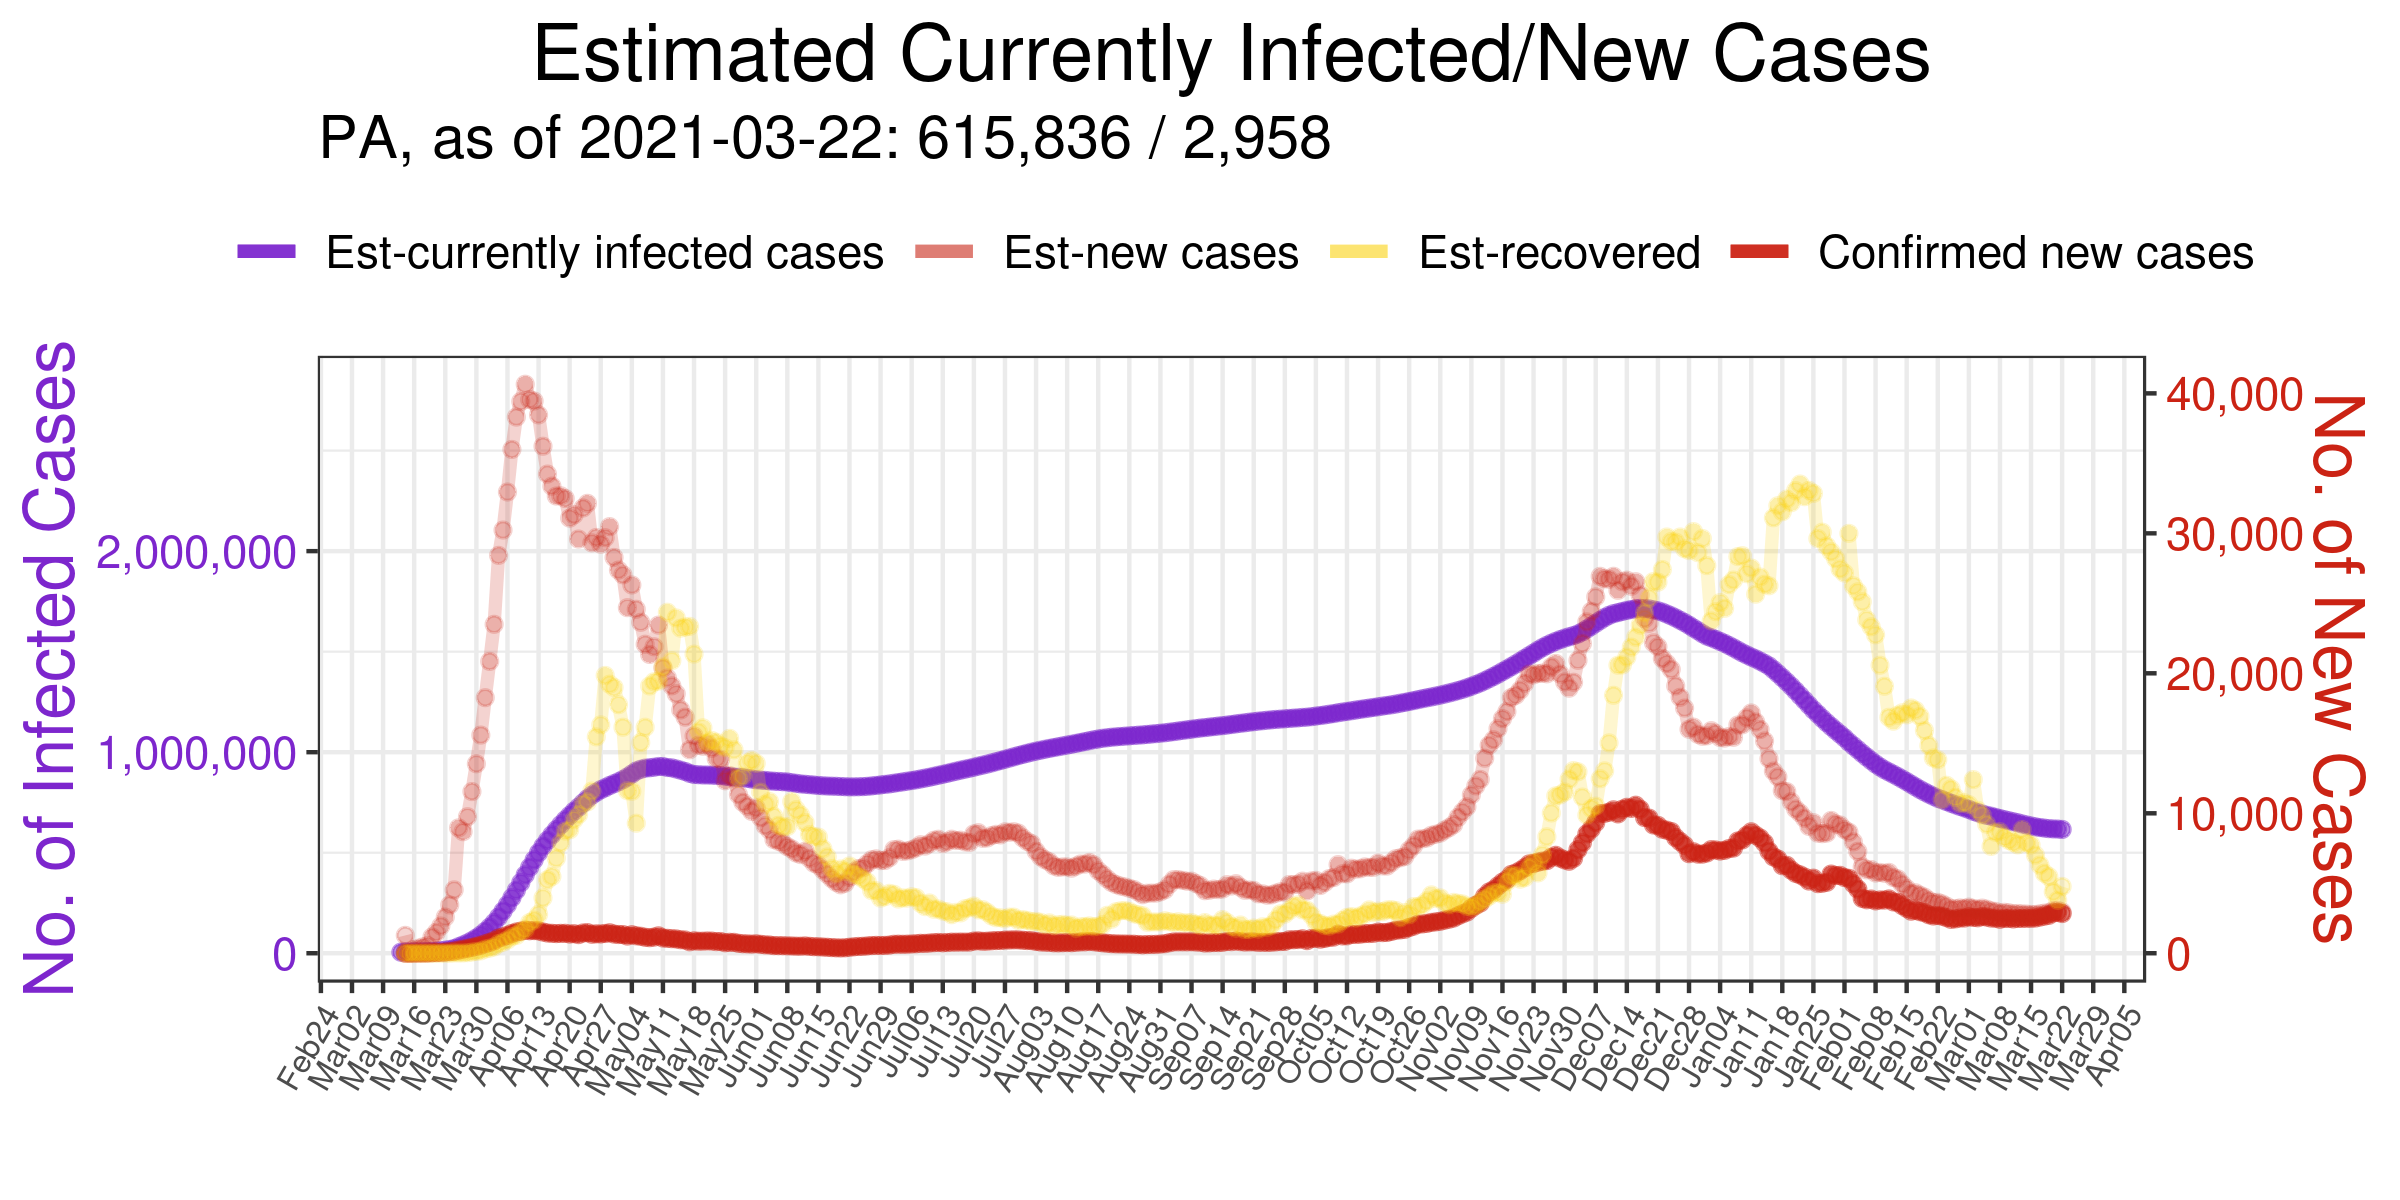 Estimated Currently Infected/New Cases
PA, as of 2021-03-22: 615,836 / 2,958
Est-currently infected cases Est-new cases Est-recovered Confirmed new cases
No. of Infected Cases
2,000,000
1,000,000
0
40,000
30,000
20,000
10,000
0
No. of New Cases
Feb24 Mar02 Mar09 Mar16 Mar23 Mar30 Apr06 Apr13 Apr20 Apr27 May04 May11 May18 May25 Jun01 Jun08 Jun15 Jun22 Jun29 Jul06 Jul13 Jul20 Jul27 Aug03 Aug10 Aug17 Aug24 Aug31 Sep07 Sep14 Sep21 Sep28 Oct05 Oct12 Oct19 Oct26 Nov02 Nov09 Nov16 Nov23 Nov30 Dec07 Dec14 Dec21 Dec28 Jan04 Jan11 Jan18 Jan25 Feb01 Feb08 Feb15 Feb22 Mar01 Mar08 Mar15 Mar22 Mar29 Apr05